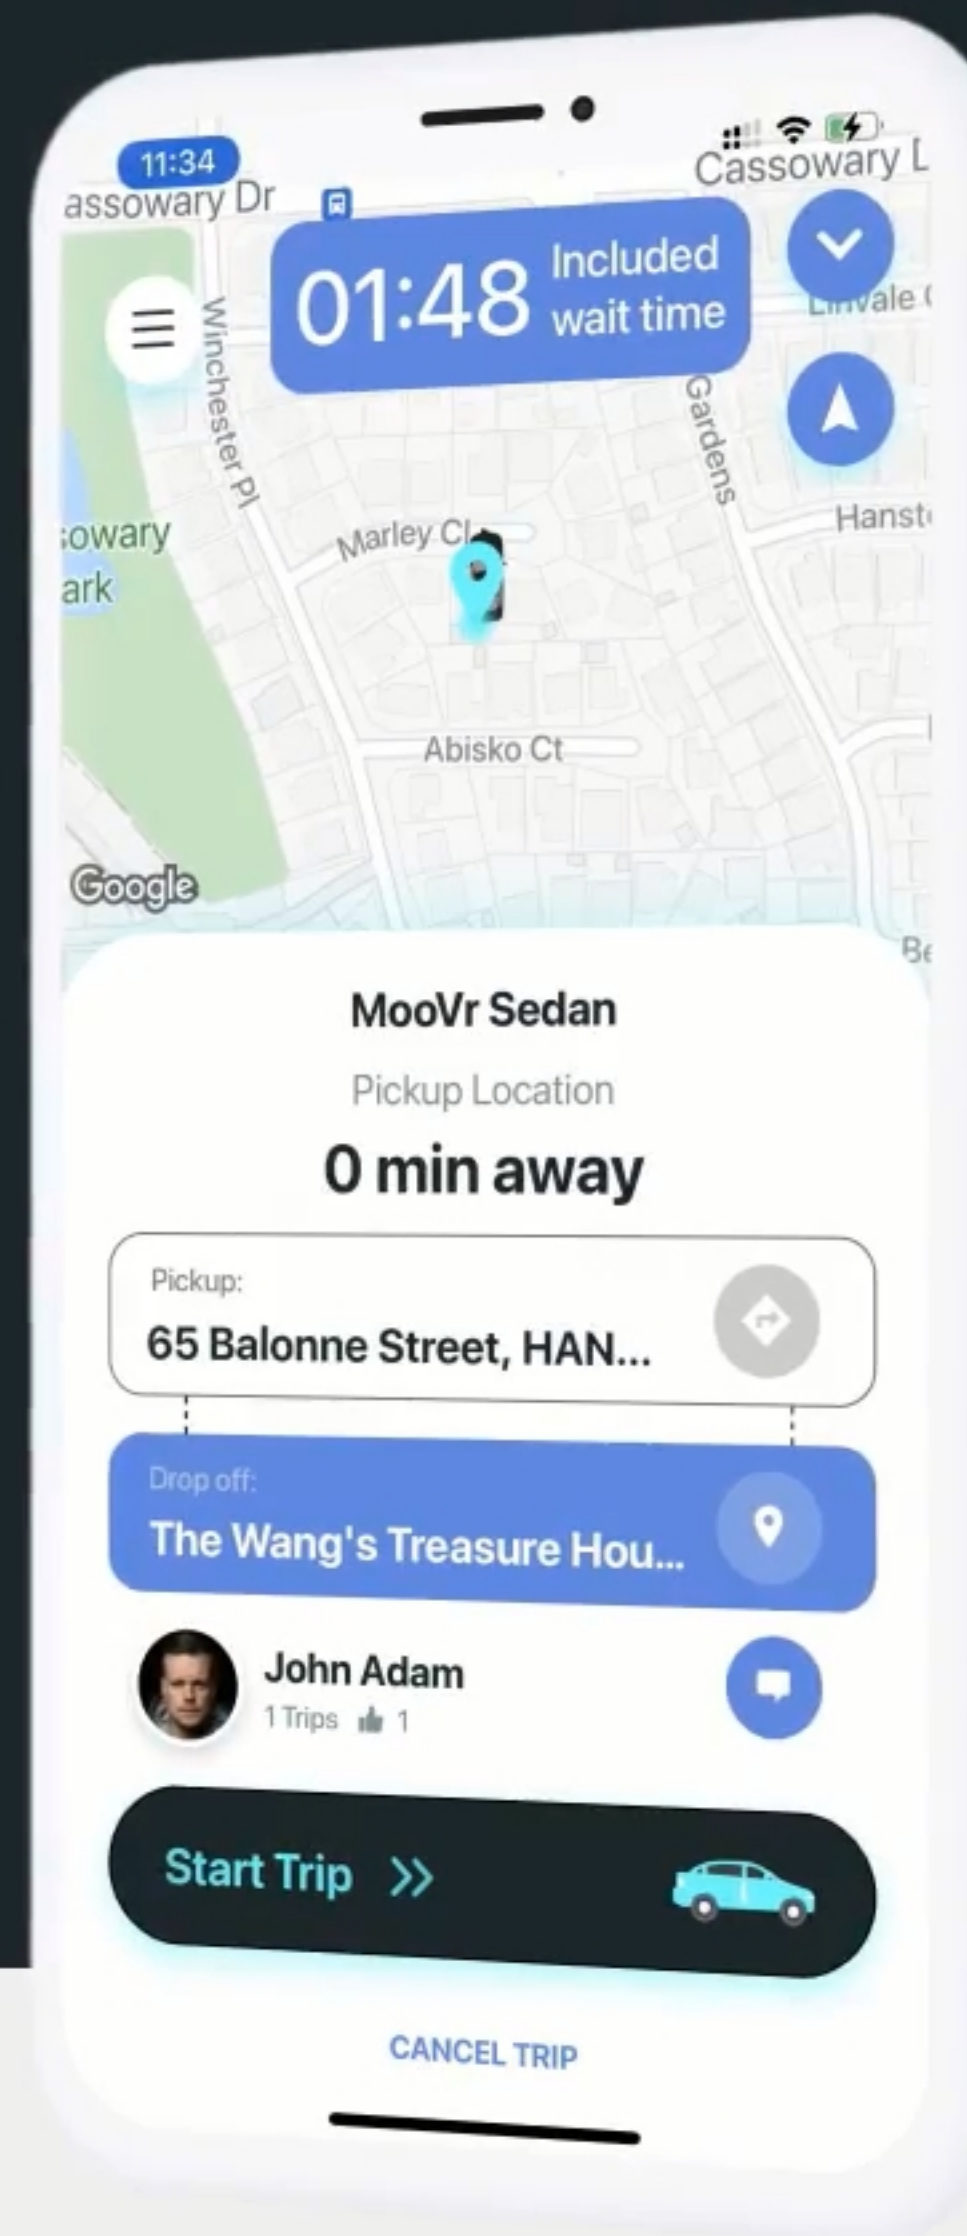 11:34
assowary Dr
Cassowary L
01:48
Included
wait time
Winchester Pl
Gardens
Hanst
Marley Cl
sowary
ark
Abisko Ct
Google
Be
MooVr Sedan
Pickup Location
0 min away
Pickup:
65 Balonne Street, HAN...
Drop off:
The Wang's Treasure Hou...
John Adam
1 Trips 1
Start Trip
CANCEL TRIP